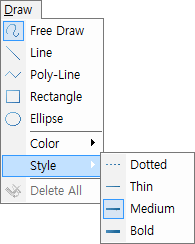 Draw
Free Draw
Line
Poly-Line
Rectangle
Ellipse
Color
Style
Delete All
Dotted
Thin
Medium
Bold